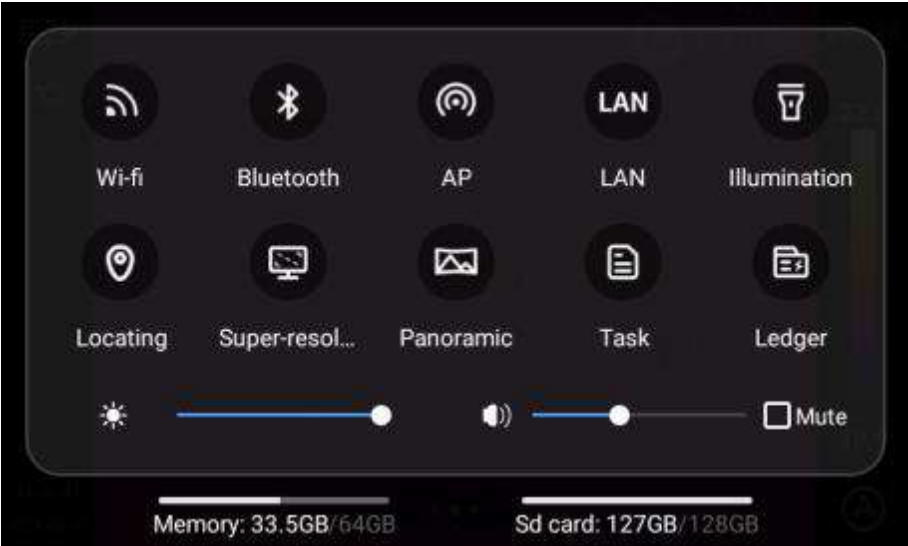 LAN
Wi-fi Bluetooth AP LAN Illumination
Locating Super-resol... Panoramic Task Ledger
Mute
Memory: 33.5GB/64GB Sd card: 127GB/128GB